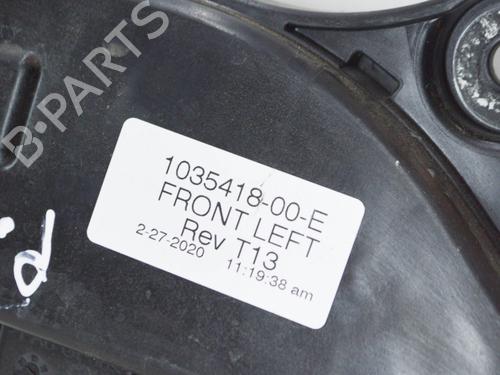 B-PARTS
1035418-00-E
FRONT LEFT
Rev T13
2-27-2020 11:19:38 am